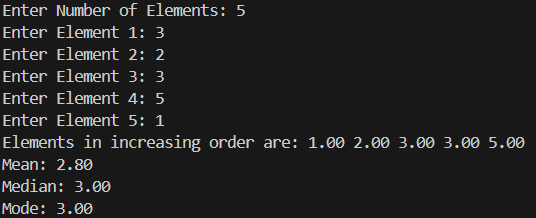 Enter Number of Elements: 5
Enter Element 1: 3
Enter Element 2: 2
Enter Element 3: 3
Enter Element 4: 5
Enter Element 5: 1
Elements in increasing order are: 1.00 2.00 3.00 3.00 5.00
Mean: 2.80
Median: 3.00
Mode: 3.00